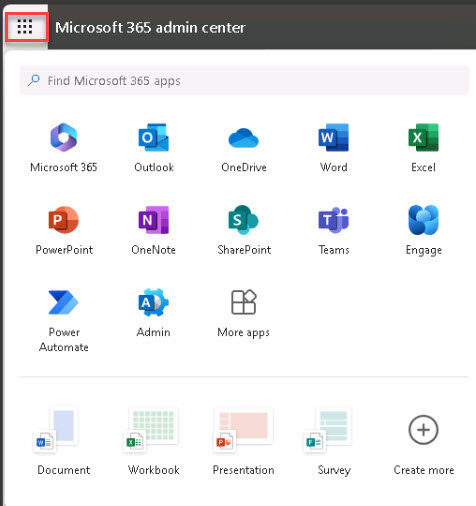 Microsoft 365 admin center
Find Microsoft 365 apps
Microsoft 365
Outlook
OneDrive
Word
Excel
PowerPoint
OneNote
SharePoint
Teams
Engage
Power
Automate
Admin
More apps
Document
Workbook
Presentation
Survey
Create more